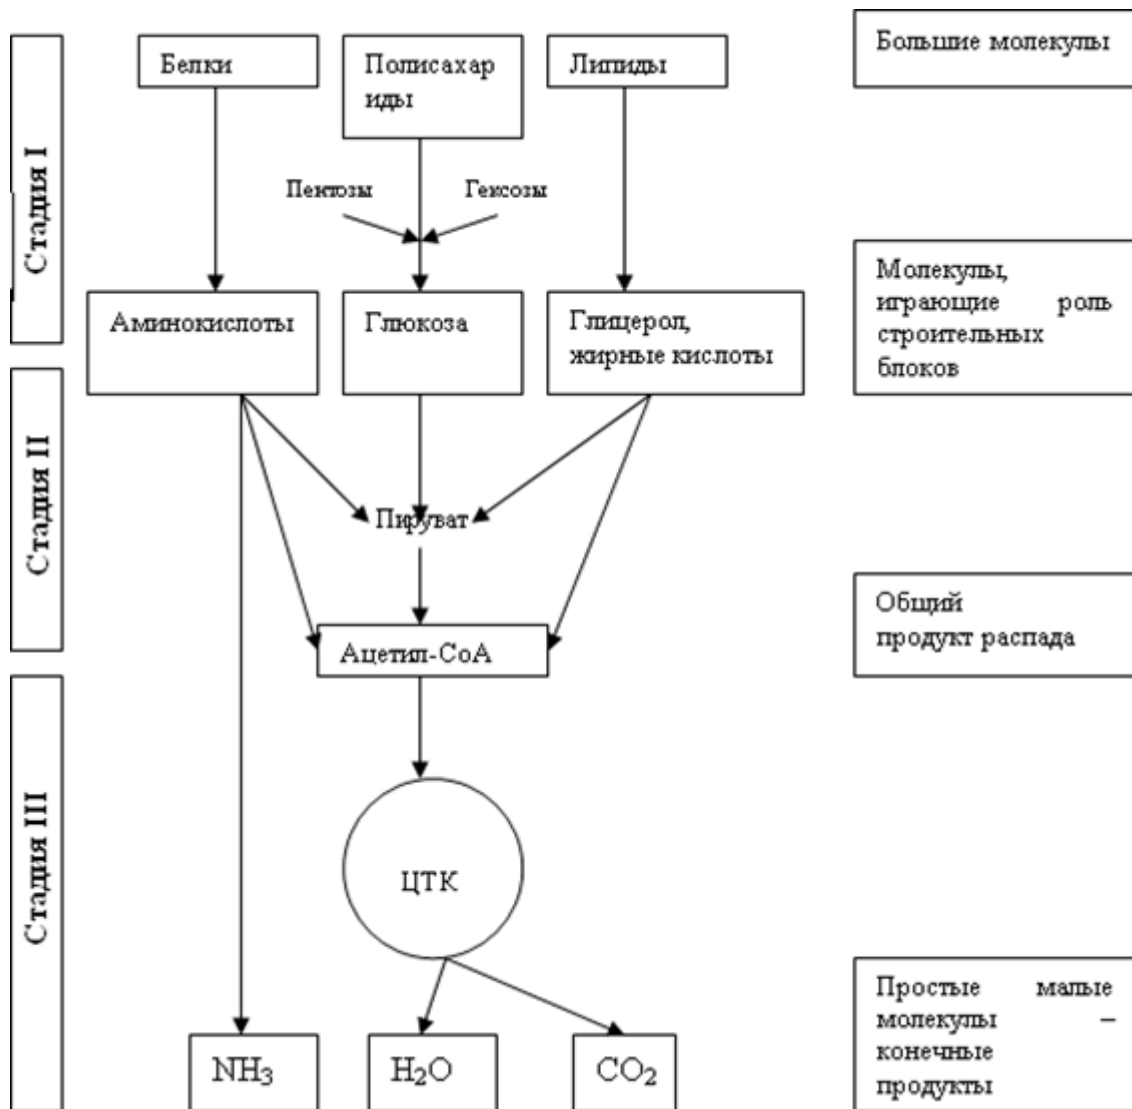 Белки
Полисахар
иды
Липиды
Большие молекулы
Стадия I
Пентозы
Гексозы
Аминокислоты
Глюкоза
Глицерол,
жирные кислоты
Молекулы,
играющие роль
строительных
блоков
Стадия II
Пируват
Ацетил-СоА
Общий
продукт распада
Стадия III
ЦТК
NH3
H2O
CO2
Простые малые
молекулы –
конечные
продукты